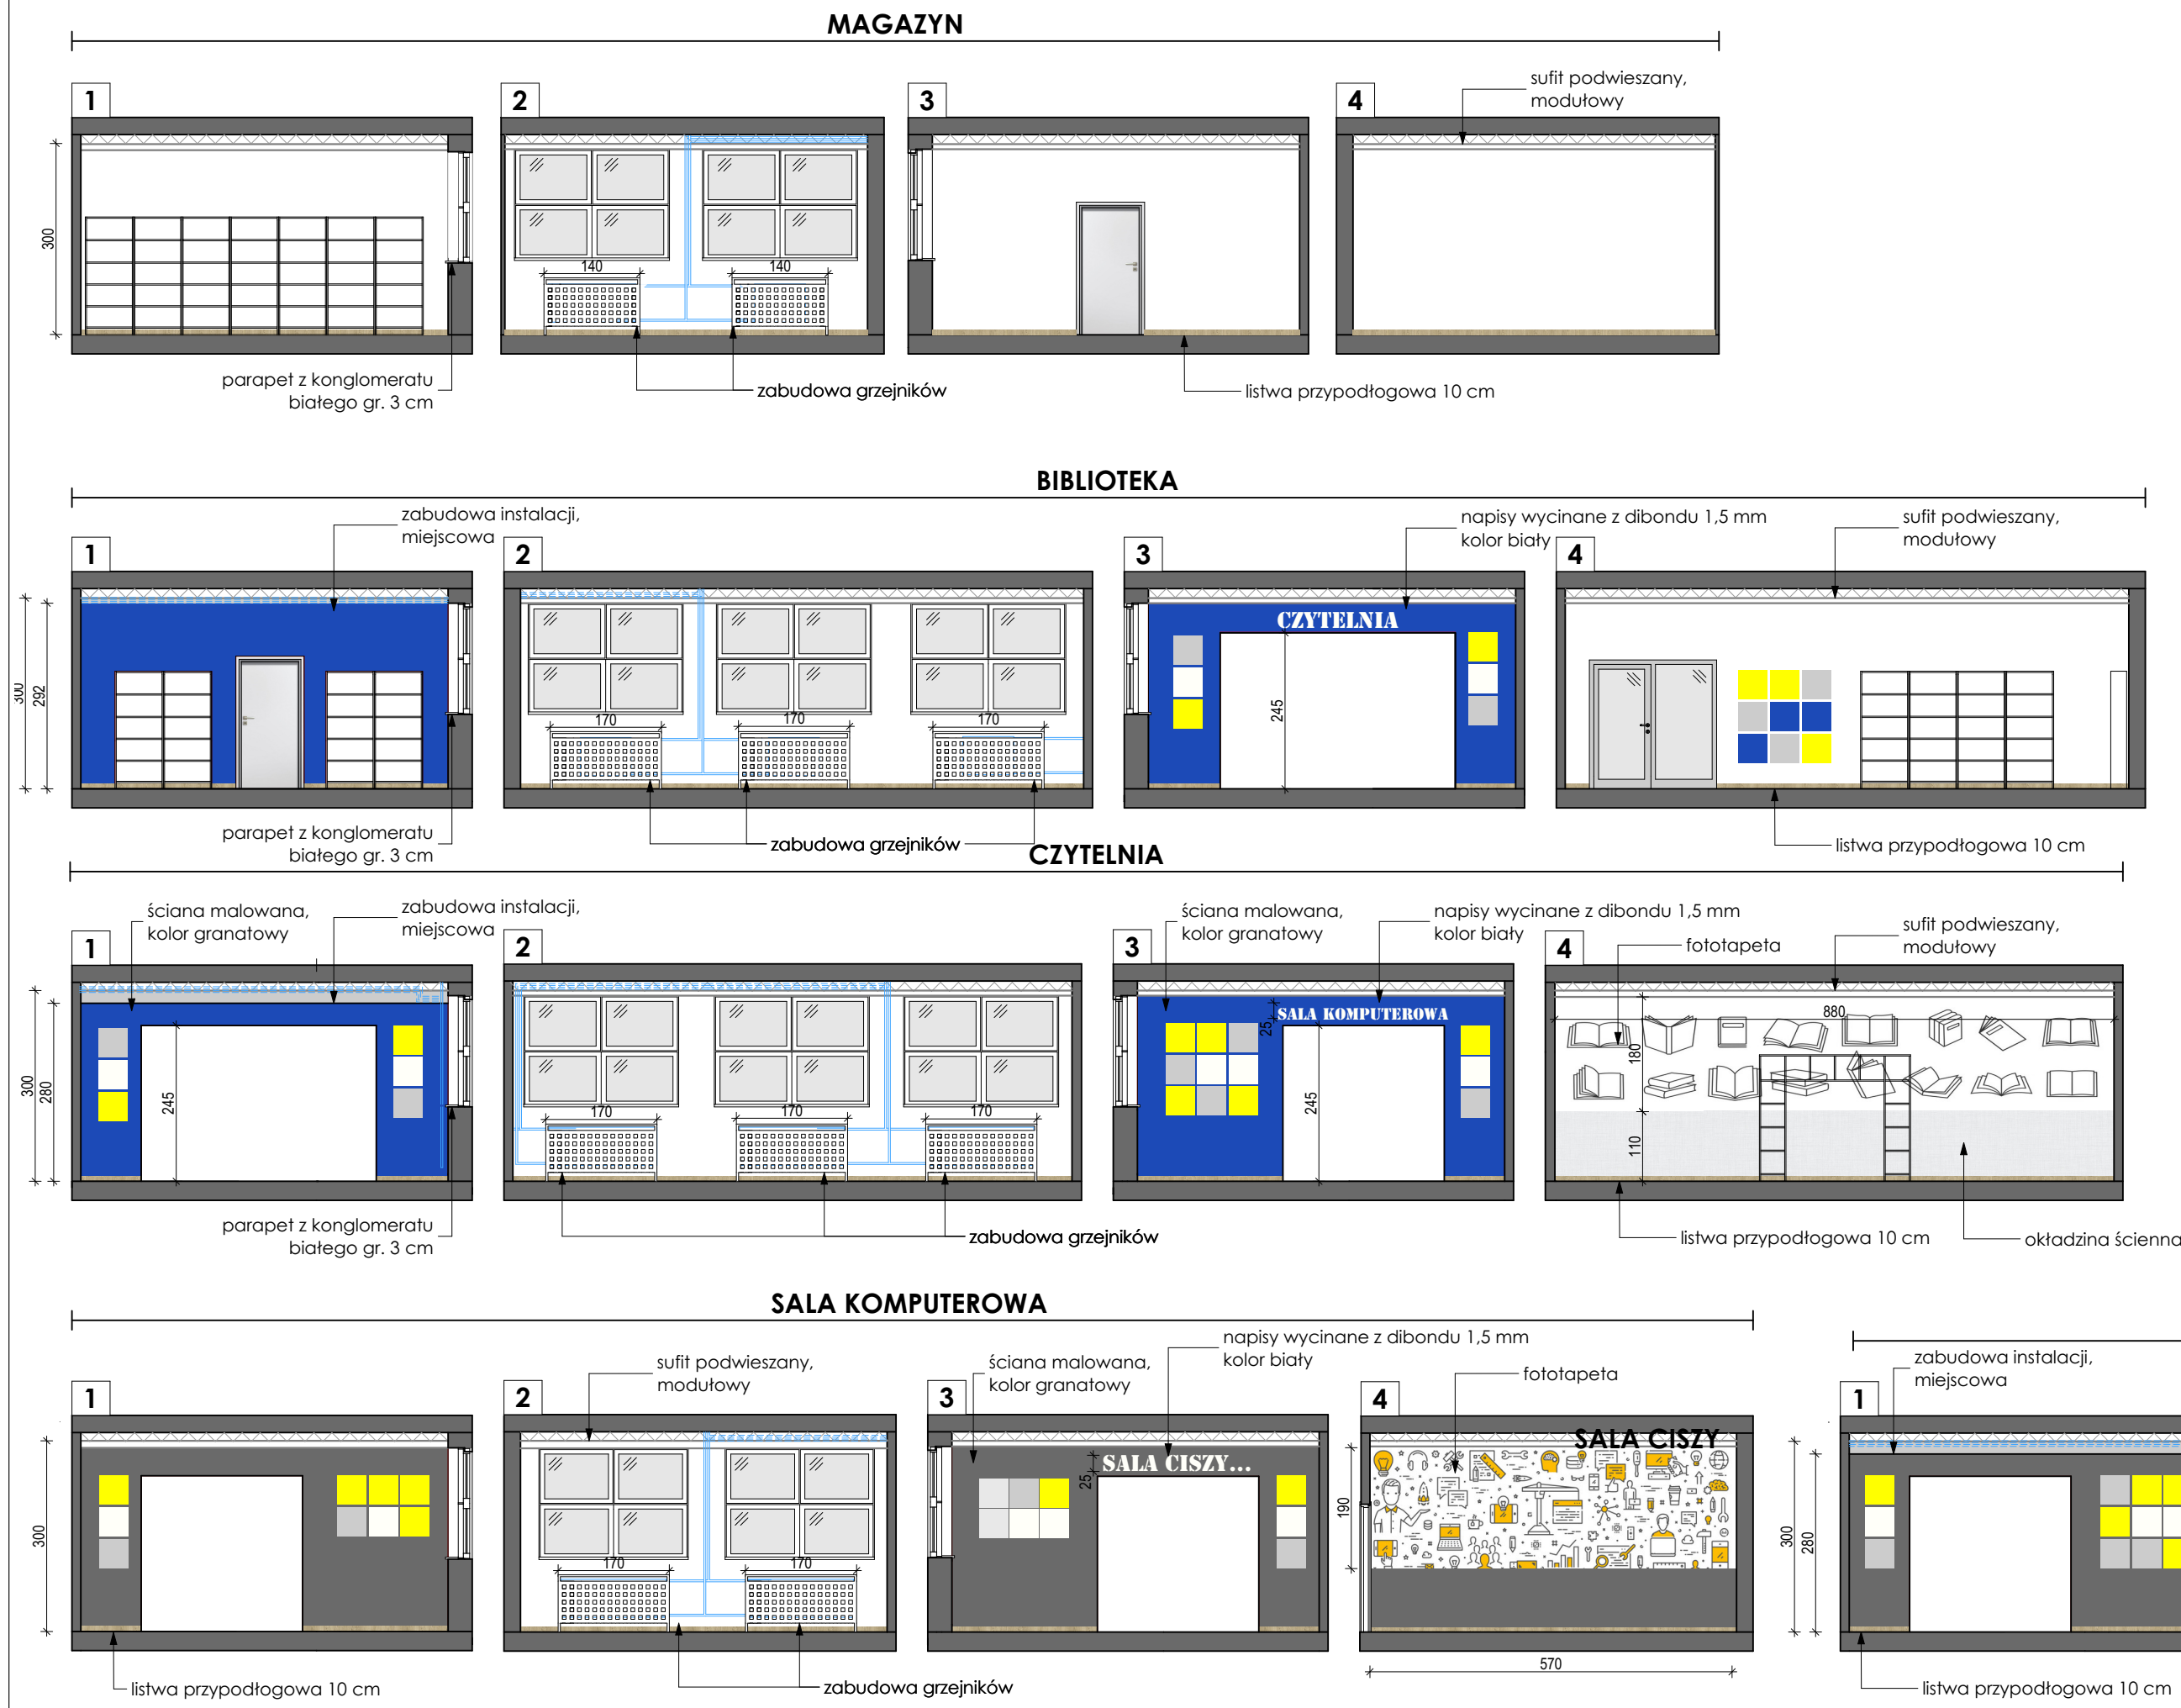 MAGAZYN
1
2
3
4
sufit podwieszany,
modułowy
300
140
140
parapet z konglomeratu
białego gr. 3 cm
zabudowa grzejników
listwa przypodłogowa 10 cm
BIBLIOTEKA
zabudowa instalacji,
miejscowa
napisy wycinane z dibondu 1,5 mm
kolor biały
sufit podwieszany,
modułowy
1
2
3
4
CZYTELNIA
300
292
170
170
170
245
parapet z konglomeratu
białego gr. 3 cm
zabudowa grzejników
listwa przypodłogowa 10 cm
CZYTELNIA
ściana malowana,
kolor granatowy
zabudowa instalacji,
miejscowa
ściana malowana,
kolor granatowy
napisy wycinane z dibondu 1,5 mm
kolor biały
fototapeta
sufit podwieszany,
modułowy
1
2
3
4
SALA KOMPUTEROWA
25
880
180
300
280
245
170
170
170
245
110
parapet z konglomeratu
białego gr. 3 cm
zabudowa grzejników
listwa przypodłogowa 10 cm
okładzina ścienna
SALA KOMPUTEROWA
sufit podwieszany,
modułowy
ściana malowana,
kolor granatowy
napisy wycinane z dibondu 1,5 mm
kolor biały
fototapeta
zabudowa instalacji,
miejscowa
1
2
3
4
1
SALA CISZY
SALA CISZY...
25
190
300
170
170
300
280
570
listwa przypodłogowa 10 cm
zabudowa grzejników
listwa przypodłogowa 10 cm